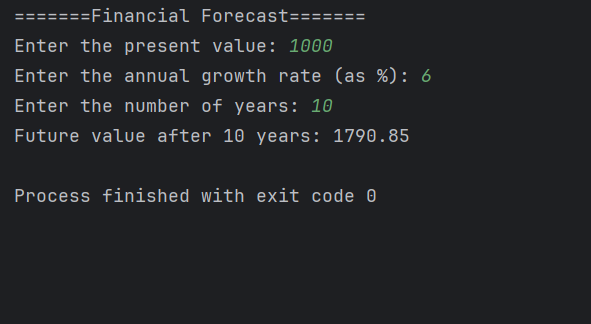 =======Financial Forecast=======
Enter the present value: 1000
Enter the annual growth rate (as %): 6
Enter the number of years: 10
Future value after 10 years: 1790.85
Process finished with exit code 0